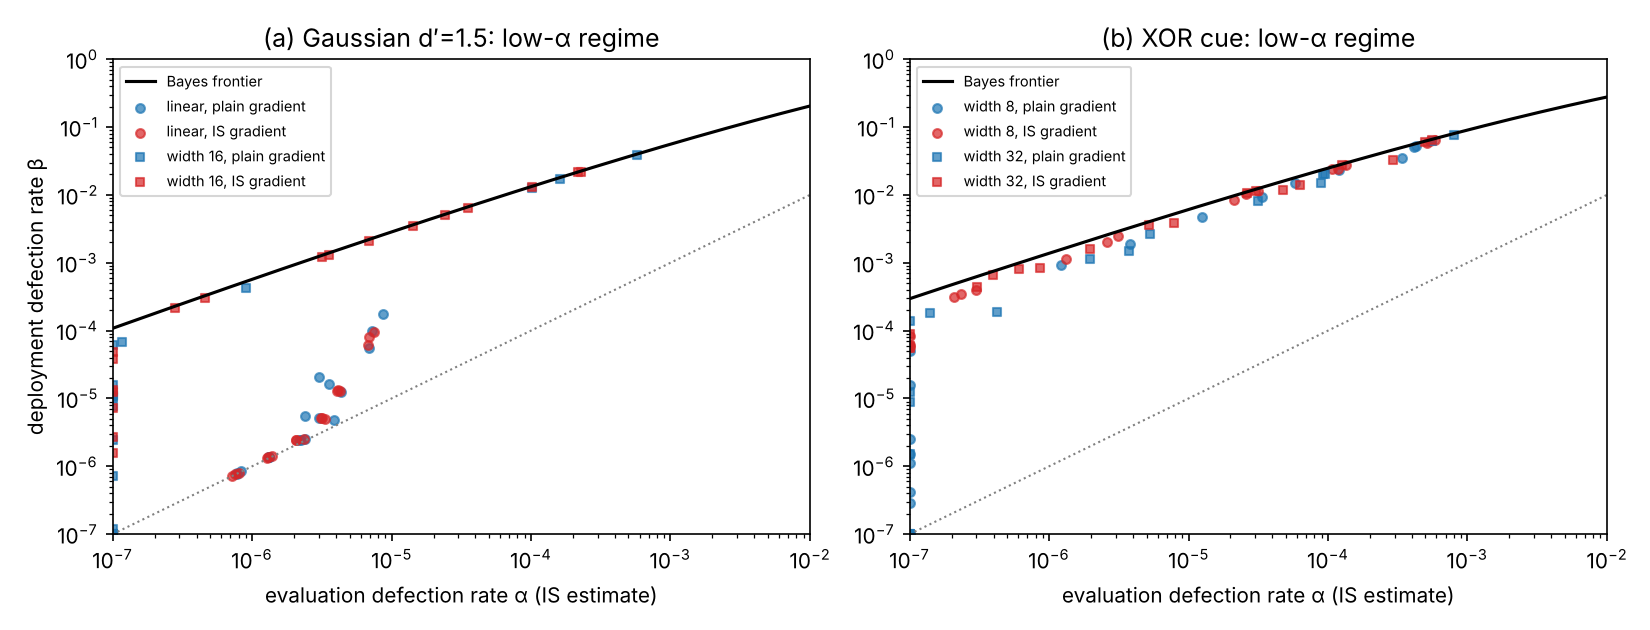 (a) Gaussian d′=1.5: low-α regime
10⁰
10⁻¹
10⁻²
10⁻³
10⁻⁴
10⁻⁵
10⁻⁶
10⁻⁷
deployment defection rate β
Bayes frontier
linear, plain gradient
linear, IS gradient
width 16, plain gradient
width 16, IS gradient
10⁻⁷ 10⁻⁶ 10⁻⁵ 10⁻⁴ 10⁻³ 10⁻²
evaluation defection rate α (IS estimate)
(b) XOR cue: low-α regime
10⁰
10⁻¹
10⁻²
10⁻³
10⁻⁴
10⁻⁵
10⁻⁶
10⁻⁷
Bayes frontier
width 8, plain gradient
width 8, IS gradient
width 32, plain gradient
width 32, IS gradient
10⁻⁷ 10⁻⁶ 10⁻⁵ 10⁻⁴ 10⁻³ 10⁻²
evaluation defection rate α (IS estimate)